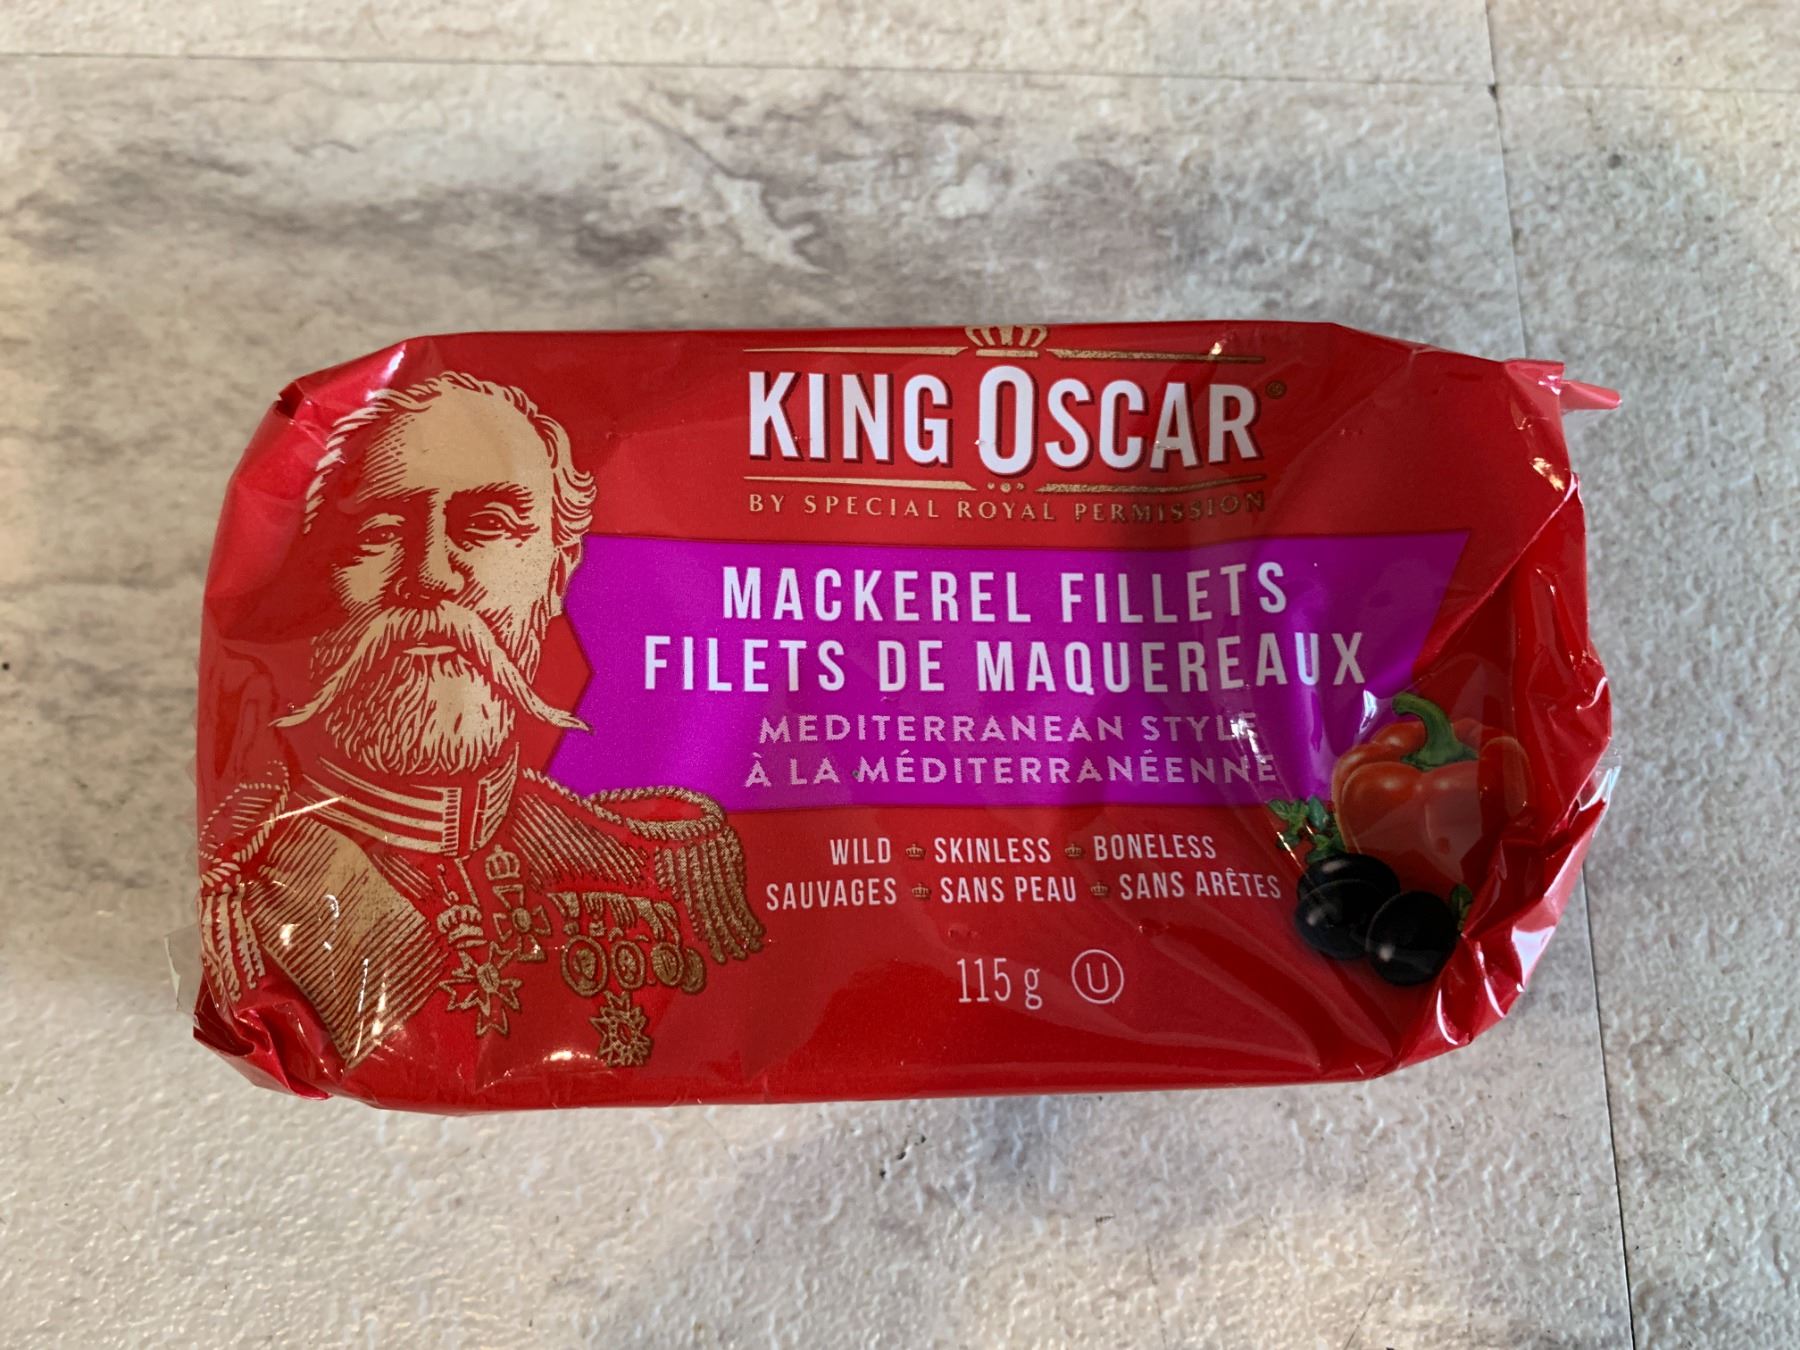 KING OSCAR®
BY SPECIAL ROYAL PERMISSION
MACKEREL FILLETS
FILETS DE MAQUEREAUX
MEDITERRANEAN STYLE
À LA MÉDITERRANÉENNE
WILD SKINLESS BONELESS
SAUVAGES SANS PEAU SANS ARÊTES
115 g U